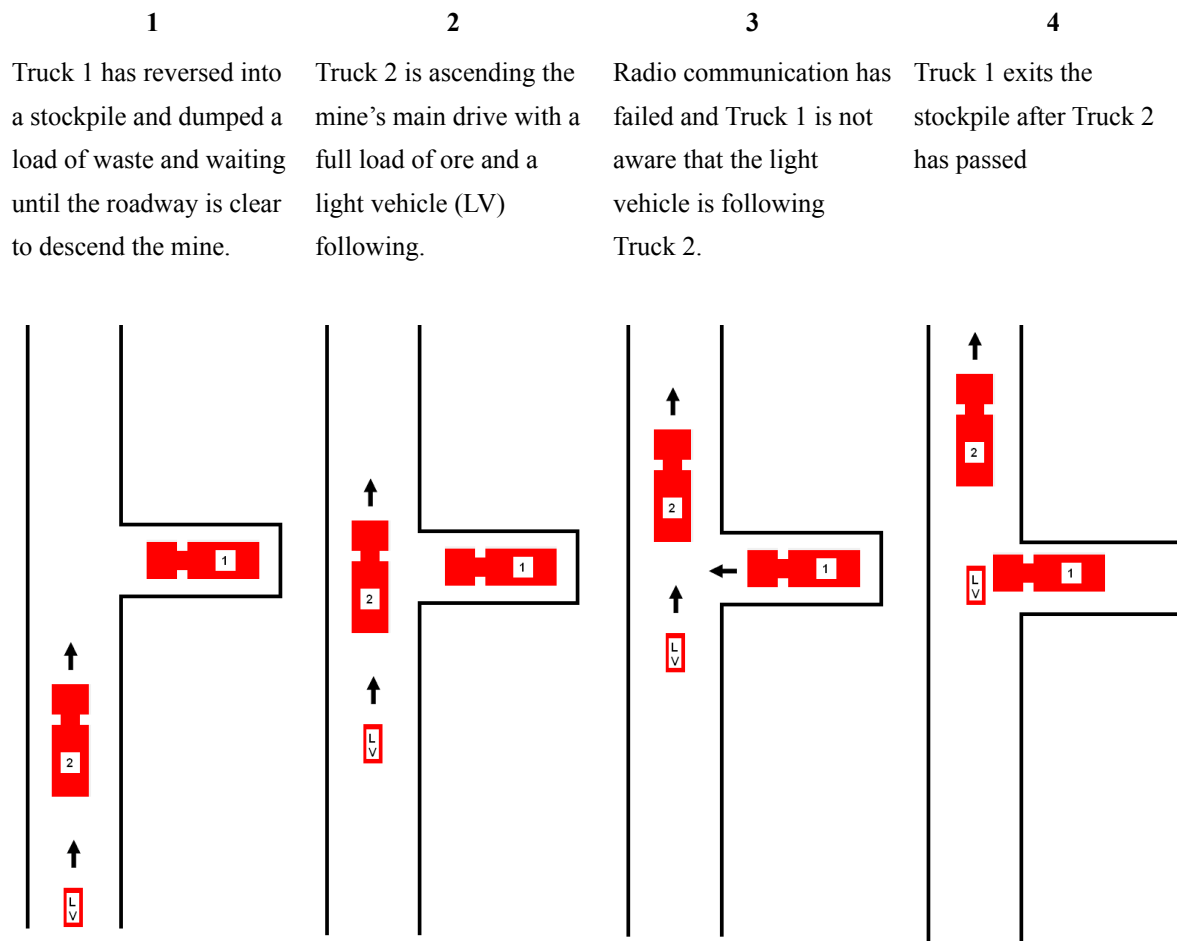 1
Truck 1 has reversed into
a stockpile and dumped a
load of waste and waiting
until the roadway is clear
to descend the mine.
2
Truck 2 is ascending the
mine’s main drive with a
full load of ore and a
light vehicle (LV)
following.
3
Radio communication has
failed and Truck 1 is not
aware that the light
vehicle is following
Truck 2.
4
Truck 1 exits the
stockpile after Truck 2
has passed
1
2
L
V
1
2
L
V
2
1
L
V
2
1
L
V